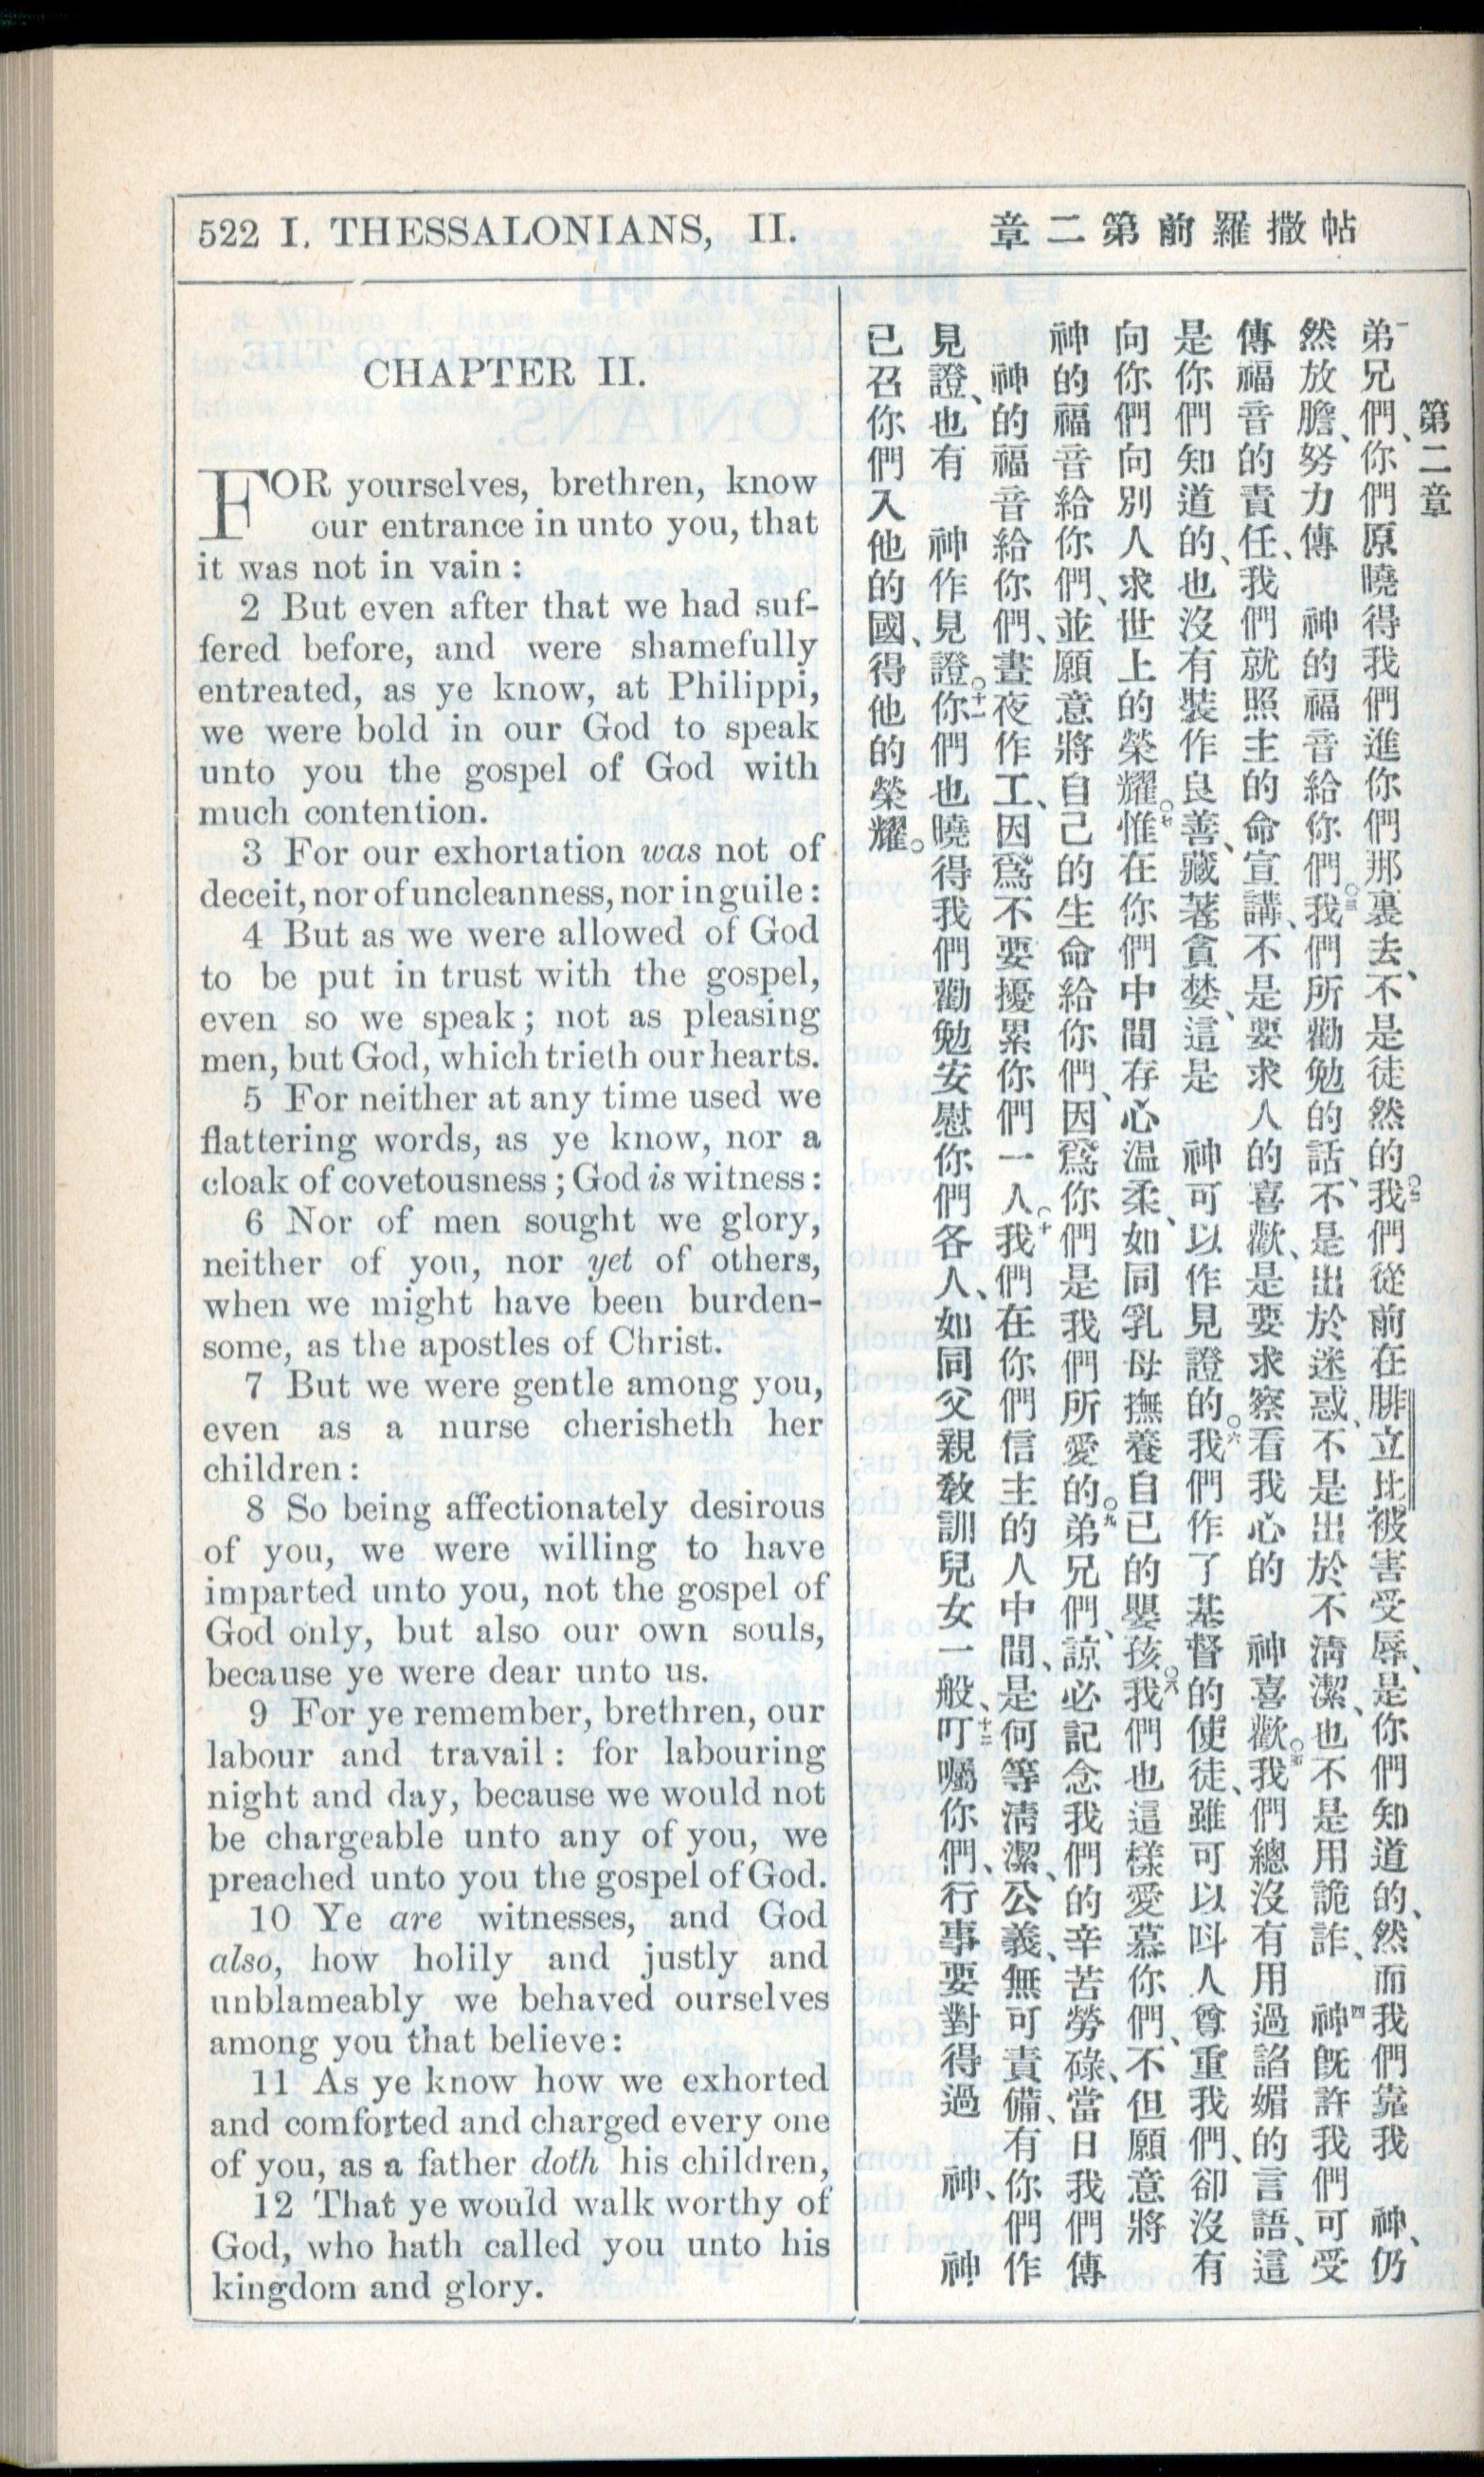 522 I. THESSALONIANS, II.
章二第前羅撒帖
CHAPTER II.
FOR yourselves, brethren, know
our entrance in unto you, that
it was not in vain :
2 But even after that we had suf-
fered before, and were shamefully
entreated, as ye know, at Philippi,
we were bold in our God to speak
unto you the gospel of God with
much contention.
3 For our exhortation was not of
deceit, nor of uncleanness, nor in guile :
4 But as we were allowed of God
to be put in trust with the gospel,
even so we speak ; not as pleasing
men, but God, which trieth our hearts.
5 For neither at any time used we
flattering words, as ye know, nor a
cloak of covetousness ; God is witness :
6 Nor of men sought we glory,
neither of you, nor yet of others,
when we might have been burden-
some, as the apostles of Christ.
7 But we were gentle among you,
even as a nurse cherisheth her
children :
8 So being affectionately desirous
of you, we were willing to have
imparted unto you, not the gospel of
God only, but also our own souls,
because ye were dear unto us.
9 For ye remember, brethren, our
labour and travail : for labouring
night and day, because we would not
be chargeable unto any of you, we
preached unto you the gospel of God.
10 Ye are witnesses, and God
also, how holily and justly and
unblameably we behaved ourselves
among you that believe :
11 As ye know how we exhorted
and comforted and charged every one
of you, as a father doth his children,
12 That ye would walk worthy of
God, who hath called you unto his
kingdom and glory.
第二章
一弟兄們、你們原曉得我們進你們那裏去、不是徒然的。二我們從前在腓立比、被害受辱、是你們知道的、然而我們靠我 神、仍
然放膽、努力傳 神的福音給你們。三我們所勸勉的話、不是出於迷惑、不是出於不淸潔、也不是用詭詐、四 神旣許我們可受
傳福音的責任、我們就照主的命宣講、不是要求人的喜歡、是要求察看我心的 神喜歡。五我們總沒有用過諂媚的言語、這
是你們知道的、也沒有裝作良善、藏著貪婪、這是 神可以作見證的。六我們作了基督的使徒、雖可以呌人尊重我們、卻沒有
向你們向別人求世上的榮耀。七惟在你們中間存心温柔、如同乳母撫養自己的嬰孩。八我們也這樣愛慕你們、不但願意將
神的福音給你們、並願意將自己的生命給你們、因爲你們是我們所愛的。九弟兄們、諒必記念我們的辛苦勞碌、當日我們傳
神的福音給你們、晝夜作工、因爲不要擾累你們一人。十我們在你們信主的人中間、是何等淸潔、公義、無可責備、有你們作
見證、也有 神作見證。十一你們也曉得我們勸勉安慰你們各人、如同父親敎訓兒女一般、十二叮囑你們、行事要對得過 神、 神
已召你們入他的國、得他的榮耀。